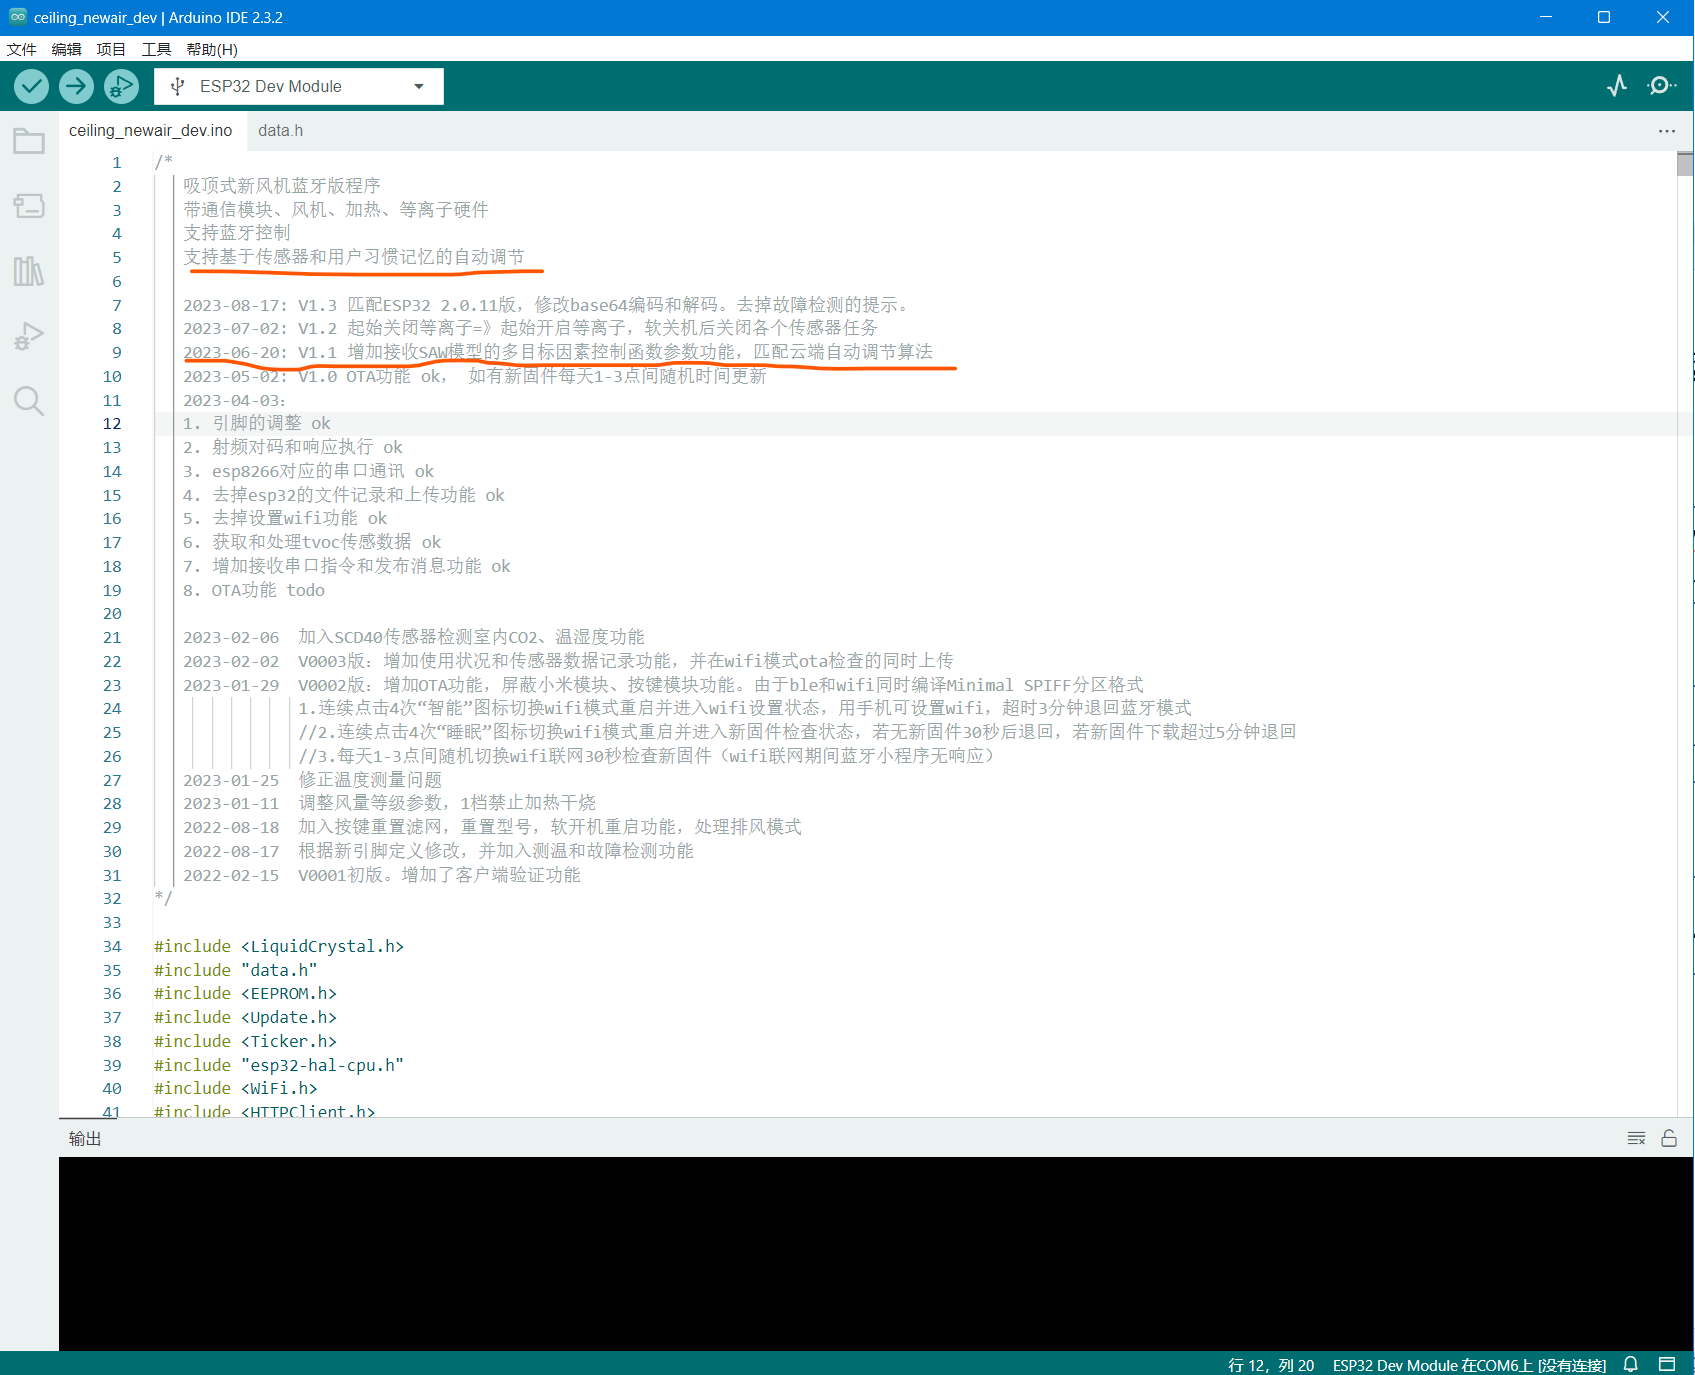 ceiling_newair_dev | Arduino IDE 2.3.2
文件 编辑 项目 工具 帮助(H)
ESP32 Dev Module
ceiling_newair_dev.ino data.h
1 /*
2 吸顶式新风机蓝牙版程序
3 带通信模块、风机、加热、等离子硬件
4 支持蓝牙控制
5 支持基于传感器和用户习惯记忆的自动调节
6
7 2023-08-17: V1.3 匹配ESP32 2.0.11版，修改base64编码和解码。去掉故障检测的提示。
8 2023-07-02: V1.2 起始关闭等离子=》起始开启等离子，软关机后关闭各个传感器任务
9 2023-06-20: V1.1 增加接收SAW模型的多目标因素控制函数参数功能，匹配云端自动调节算法
10 2023-05-02: V1.0 OTA功能 ok， 如有新固件每天1-3点间随机时间更新
11 2023-04-03:
12 1. 引脚的调整 ok
13 2. 射频对码和响应执行 ok
14 3. esp8266对应的串口通讯 ok
15 4. 去掉esp32的文件记录和上传功能 ok
16 5. 去掉设置wifi功能 ok
17 6. 获取和处理tvoc传感数据 ok
18 7. 增加接收串口指令和发布消息功能 ok
19 8. OTA功能 todo
20
21 2023-02-06 加入SCD40传感器检测室内CO2、温湿度功能
22 2023-02-02 V0003版：增加使用状况和传感器数据记录功能，并在wifi模式ota检查的同时上传
23 2023-01-29 V0002版：增加OTA功能，屏蔽小米模块、按键模块功能。由于ble和wifi同时编译Minimal SPIFF分区格式
24 1.连续点击4次“智能”图标切换wifi模式重启并进入wifi设置状态，用手机可设置wifi，超时3分钟退回蓝牙模式
25 //2.连续点击4次“睡眠”图标切换wifi模式重启并进入新固件检查状态，若无新固件30秒后退回，若新固件下载超过5分钟退回
26 //3.每天1-3点间随机切换wifi联网30秒检查新固件（wifi联网期间蓝牙小程序无响应）
27 2023-01-25 修正温度测量问题
28 2023-01-11 调整风量等级参数，1档禁止加热干烧
29 2022-08-18 加入按键重置滤网，重置型号，软开机重启功能，处理排风模式
30 2022-08-17 根据新引脚定义修改，并加入测温和故障检测功能
31 2022-02-15 V0001初版。增加了客户端验证功能
32 */
33
34 #include <LiquidCrystal.h>
35 #include "data.h"
36 #include <EEPROM.h>
37 #include <Update.h>
38 #include <Ticker.h>
39 #include "esp32-hal-cpu.h"
40 #include <WiFi.h>
41 #include <HTTPClient.h>
输出
行 12，列 20 ESP32 Dev Module 在COM6上 [没有连接]